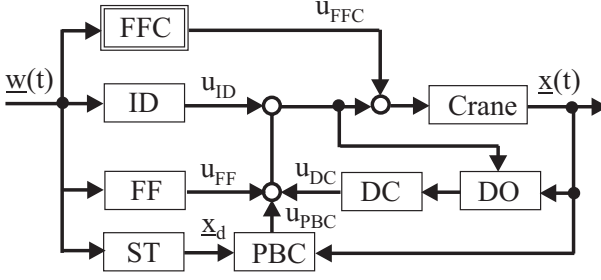 FFC
u_FFC
w(t)
ID
u_ID
Crane
x(t)
FF
u_FF
u_DC
DC
DO
u_PBC
ST
x_d
PBC